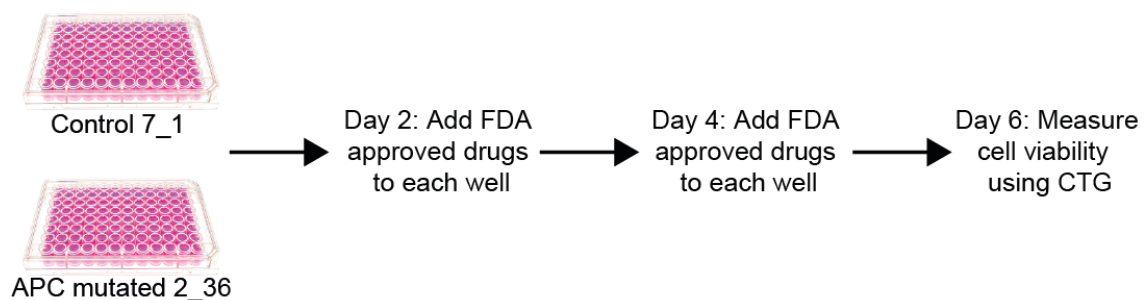 Control 7_1
APC mutated 2_36
Day 2: Add FDA
approved drugs
to each well
Day 4: Add FDA
approved drugs
to each well
Day 6: Measure
cell viability
using CTG